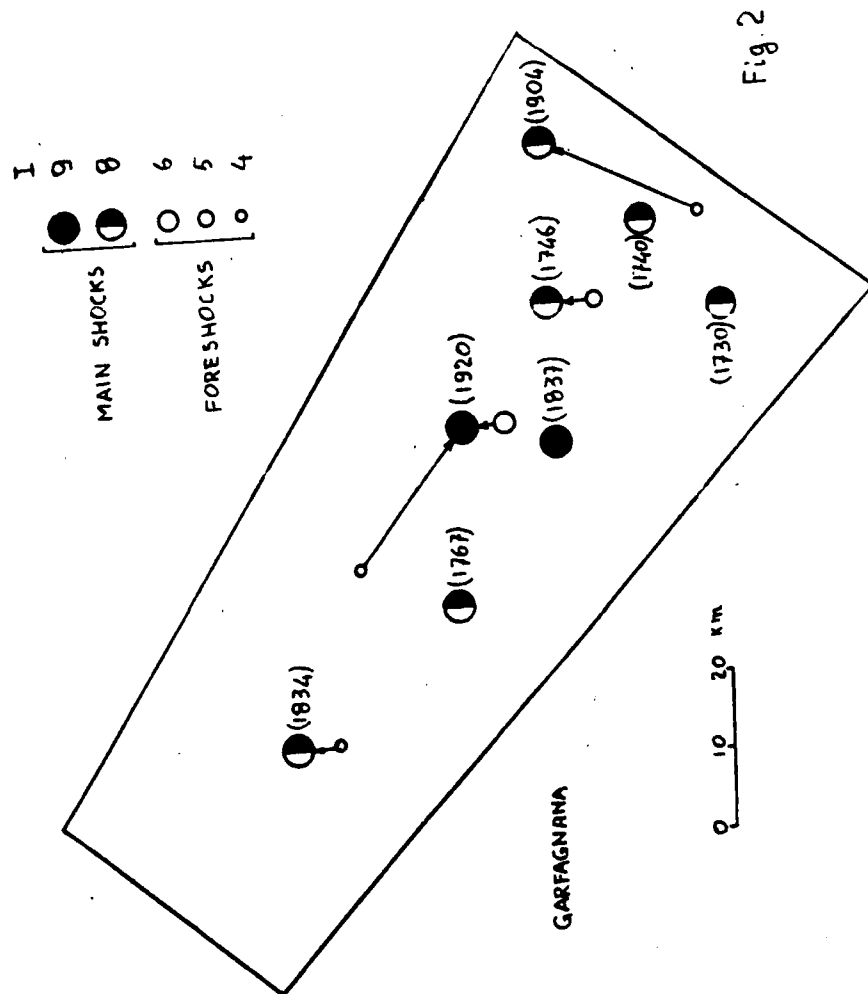 I
MAIN SHOCKS
9
8
FORESHOCKS
6
5
4
(1834)
(1767)
(1920)
(1837)
(1746)
(1904)
(1740)
(1730)
GARFAGNANA
0 10 20 km
Fig. 2